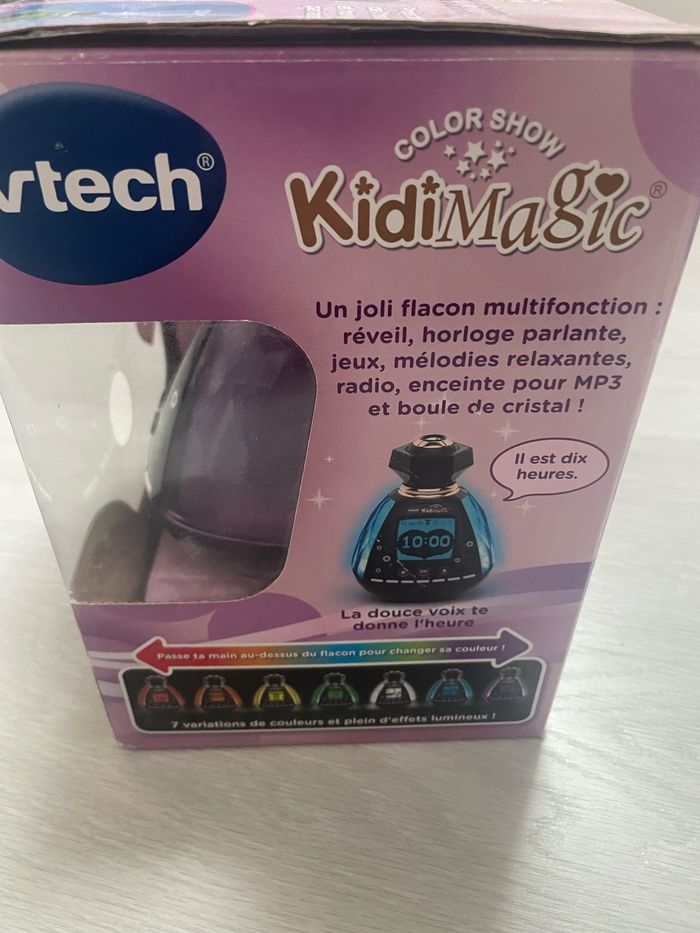 vtech®
COLOR SHOW
KidiMagic®
Un joli flacon multifonction :
réveil, horloge parlante,
jeux, mélodies relaxantes,
radio, enceinte pour MP3
et boule de cristal !
Il est dix
heures.
vtech KidiMagic
10:00
La douce voix te
donne l'heure
Passe ta main au-dessus du flacon pour changer sa couleur !
7 variations de couleurs et plein d'effets lumineux !